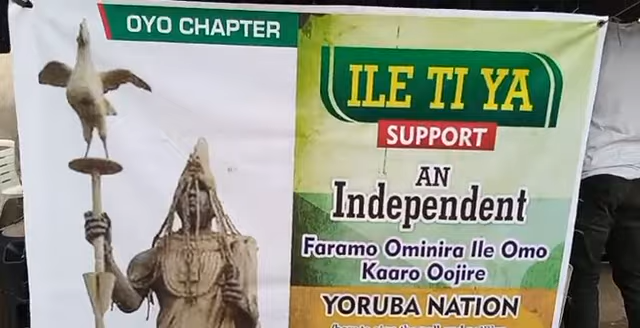 OYO CHAPTER
ILE TI YA
SUPPORT
AN
Independent
Faramo Ominira Ile Omo
Kaaro Oojire
YORUBA NATION